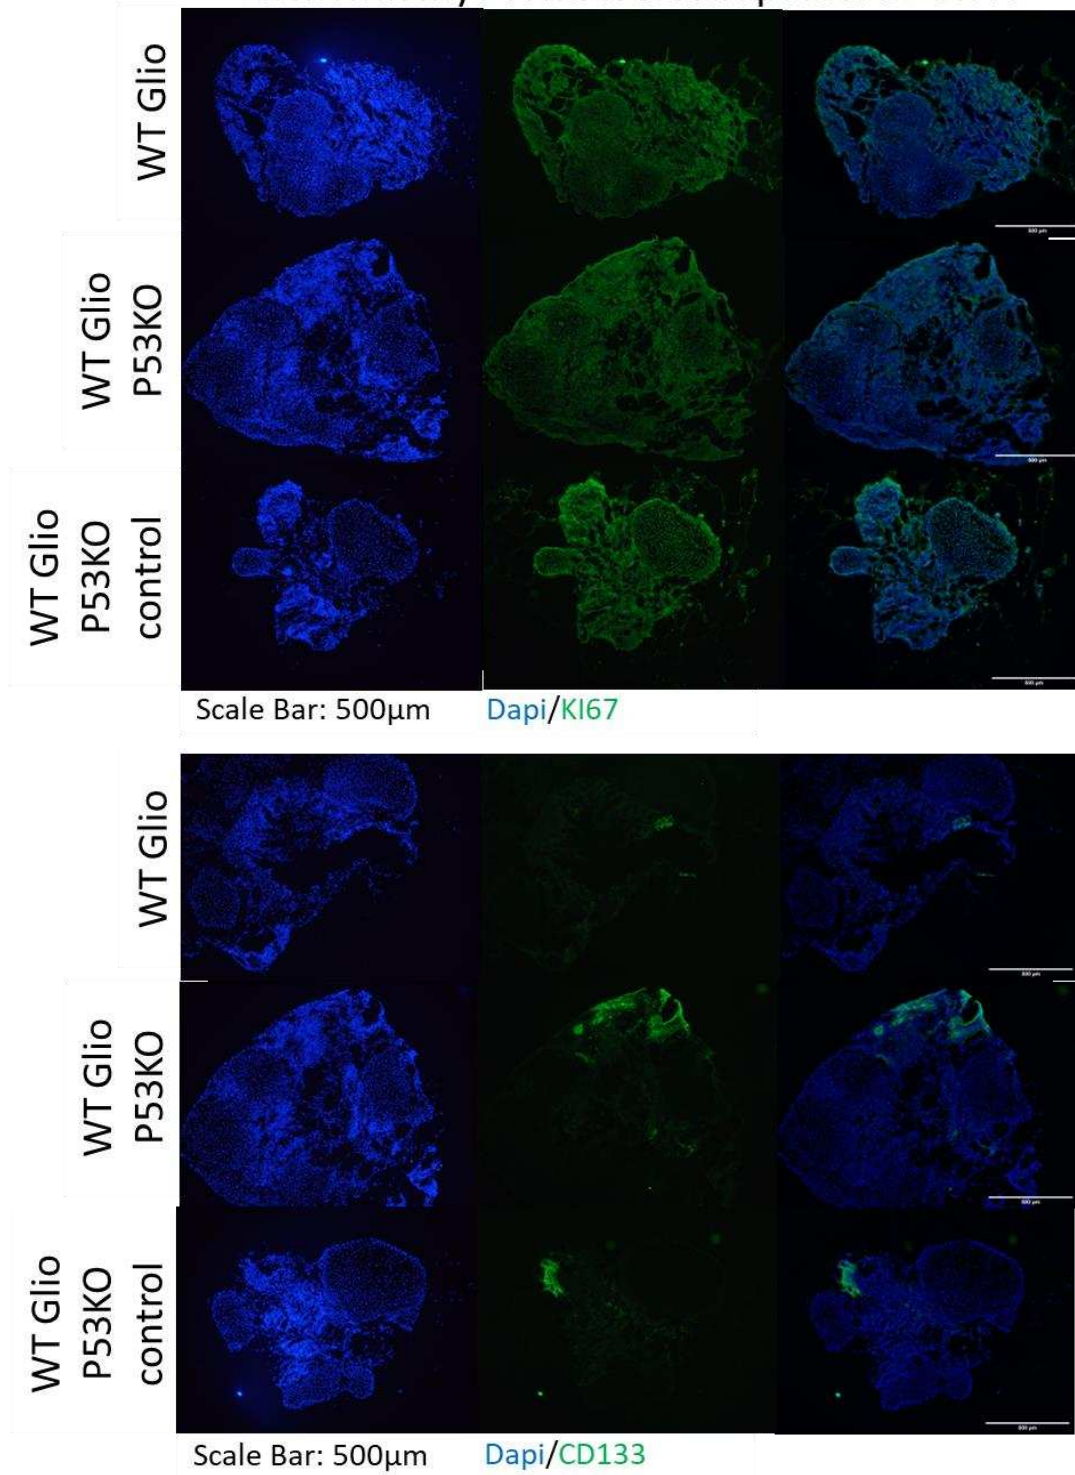 WT Glio
WT Glio
P53KO
WT Glio
P53KO
control
Scale Bar: 500µm
Dapi/KI67
WT Glio
WT Glio
P53KO
WT Glio
P53KO
control
Scale Bar: 500µm
Dapi/CD133